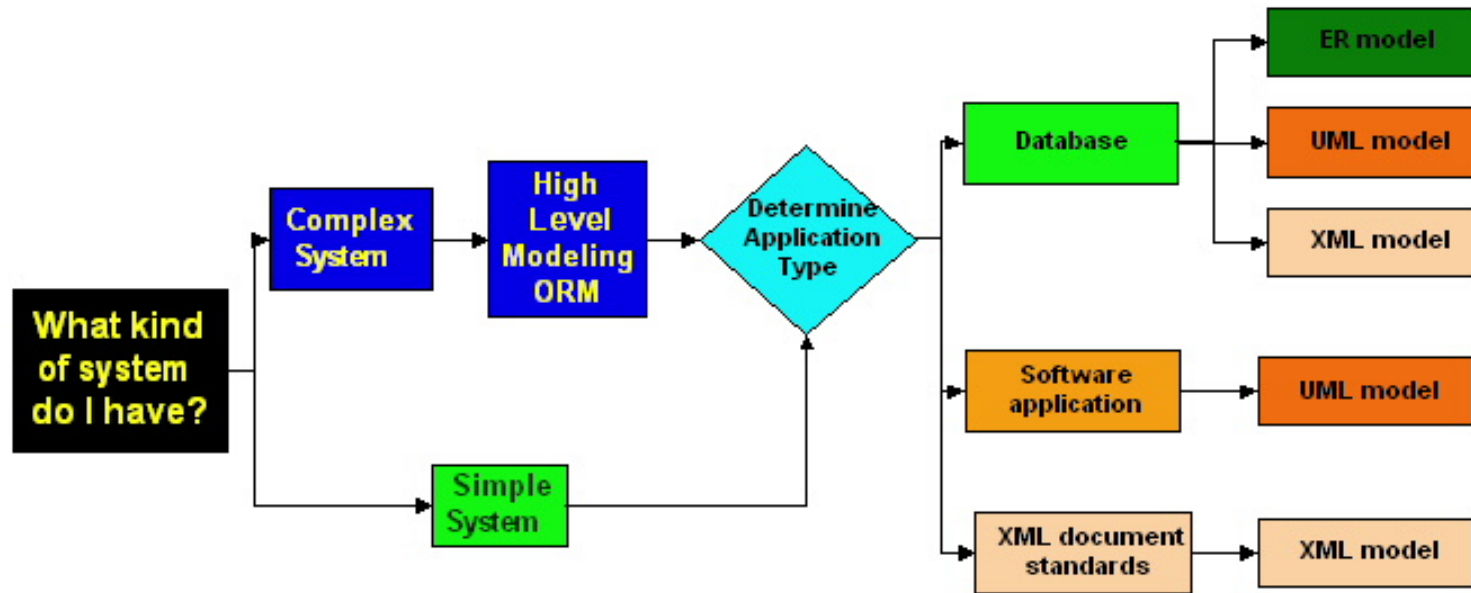 What kind
of system
do I have?
Complex
System
High
Level
Modeling
ORM
Simple
System
Determine
Application
Type
Database
ER model
UML model
XML model
Software
application
UML model
XML document
standards
XML model